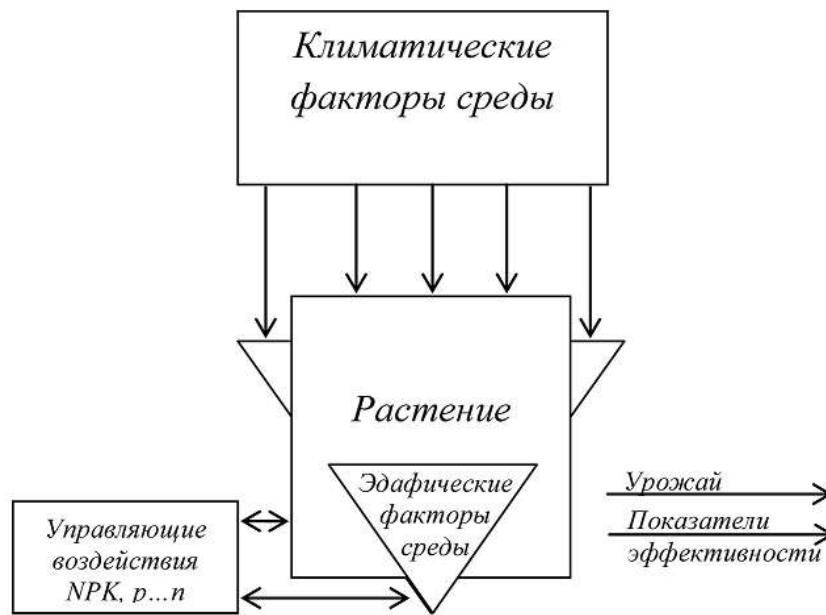 Климатические
факторы среды
Растение
Эдафические
факторы
среды
Управляющие
воздействия
NPK, p...n
Урожай
Показатели
эффективности